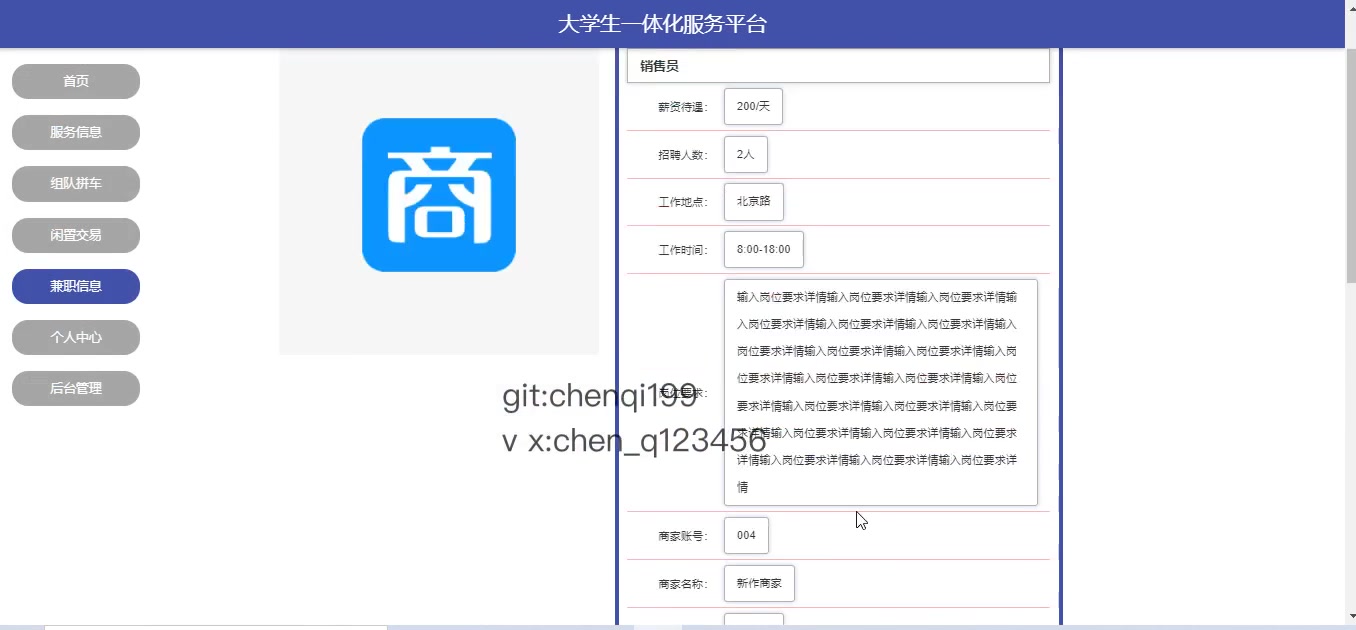 大学生一体化服务平台
首页
服务信息
组队拼车
闲置交易
兼职信息
个人中心
后台管理
商
销售员
薪资待遇： 200/天
招聘人数： 2人
工作地点： 北京路
工作时间： 8:00-18:00
岗位要求：
输入岗位要求详情输入岗位要求详情输入岗位要求详情输
入岗位要求详情输入岗位要求详情输入岗位要求详情输入
岗位要求详情输入岗位要求详情输入岗位要求详情输入岗
位要求详情输入岗位要求详情输入岗位要求详情输入岗位
要求详情输入岗位要求详情输入岗位要求详情输入岗位要
求详情输入岗位要求详情输入岗位要求详情输入岗位要求
详情输入岗位要求详情输入岗位要求详情输入岗位要求详
情
git:chenqi199
v x:chen_q123456
商家账号： 004
商家名称： 新作商家